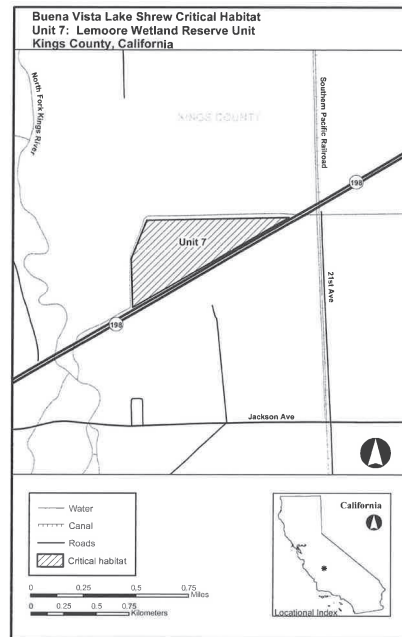 Buena Vista Lake Shrew Critical Habitat
Unit 7: Lemoore Wetland Reserve Unit
Kings County, California
North Fork Kings River
KINGS COUNTY
Southern Pacific Railroad
198
Unit 7
21st Ave
198
Jackson Ave
Water
Canal
Roads
Critical habitat
California
Locational Index
0 0.25 0.5 0.75
Miles
0 0.25 0.5 0.75
Kilometers